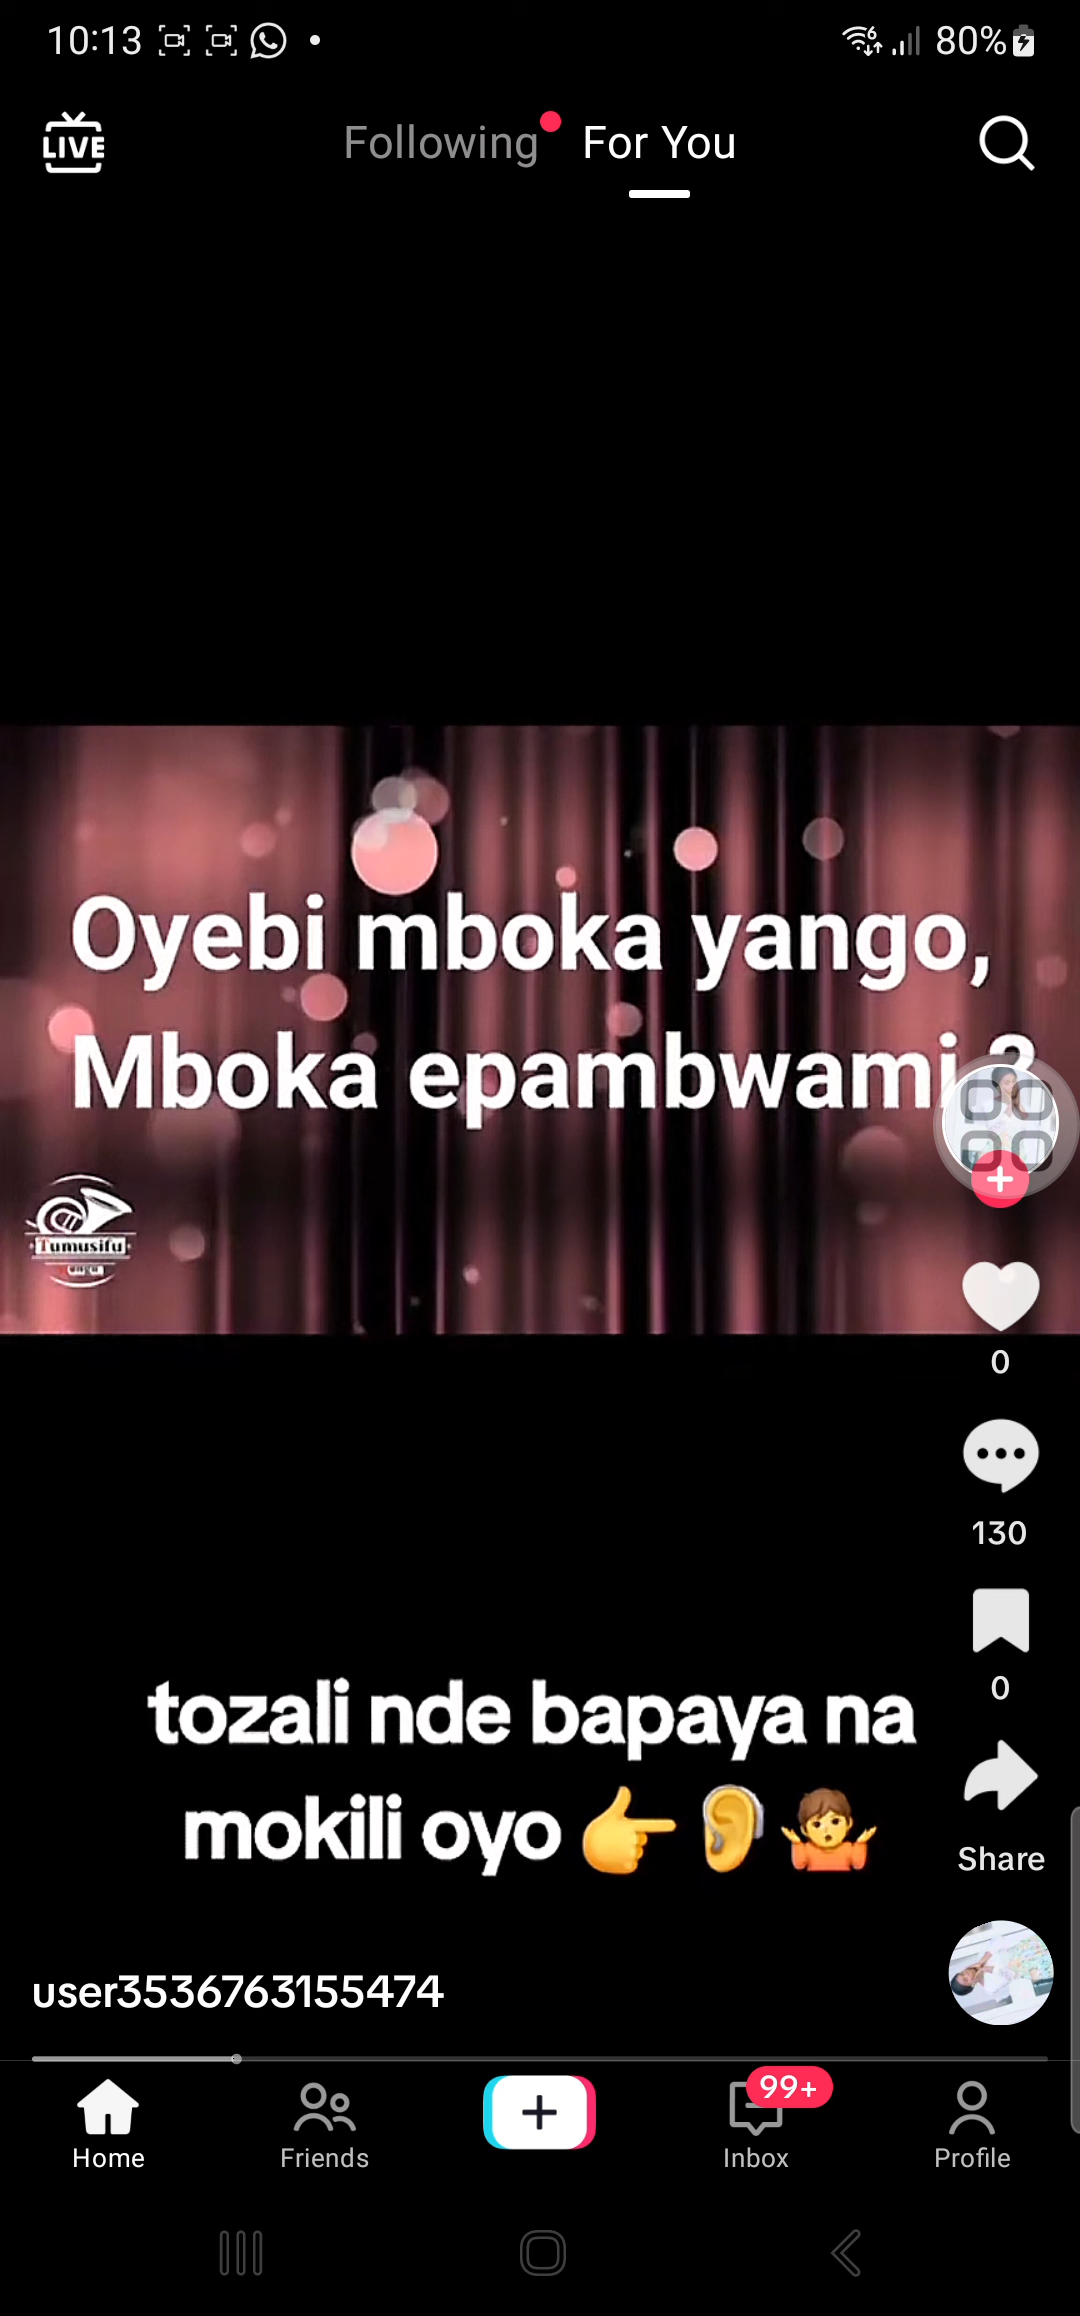 10:13
80%
LIVE
Following
For You
Oyebi mboka yango,
Mboka epambwami ?
Tumusifu
0
130
0
tozali nde bapaya na
mokili oyo 👉 🦻 🤷
Share
user3536763155474
99+
Home
Friends
Inbox
Profile